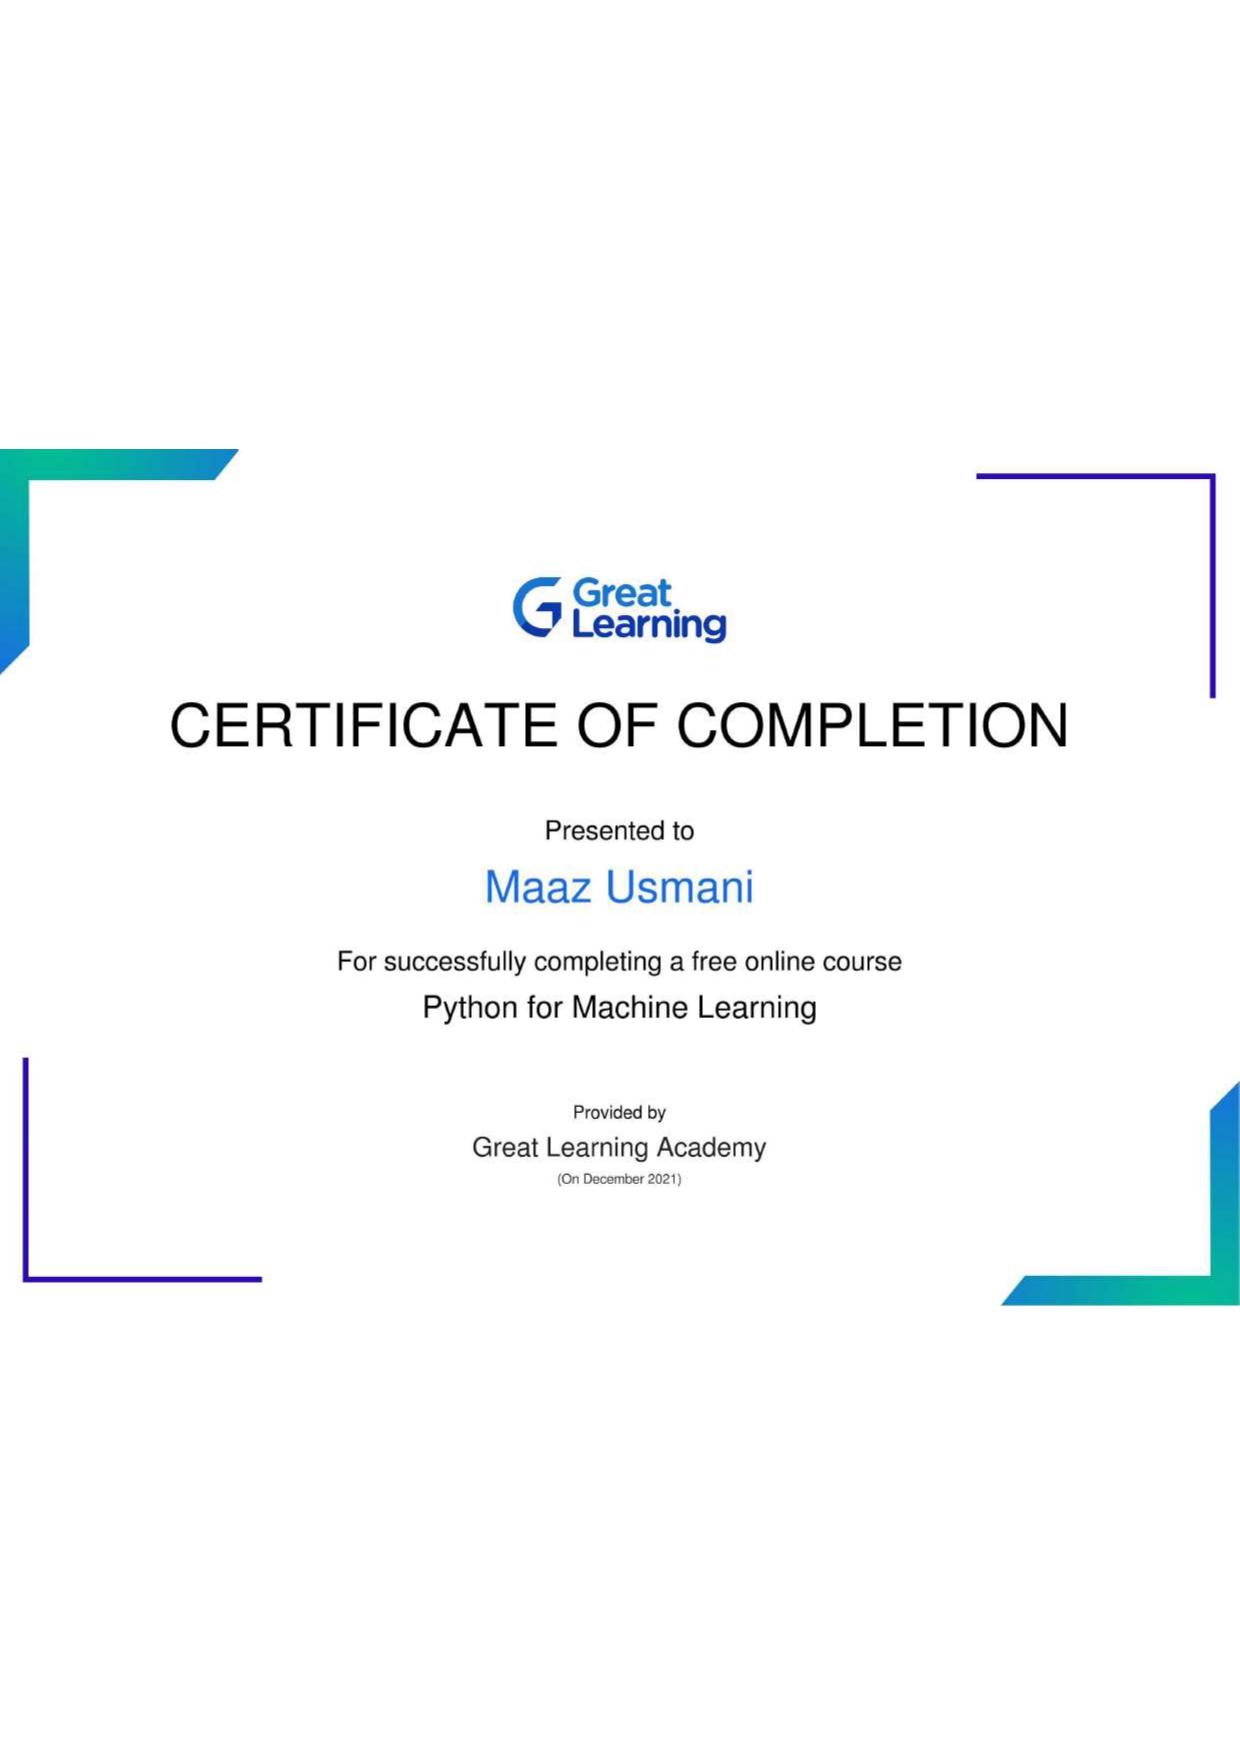 Great
Learning
CERTIFICATE OF COMPLETION
Presented to
Maaz Usmani
For successfully completing a free online course
Python for Machine Learning
Provided by
Great Learning Academy
(On December 2021)